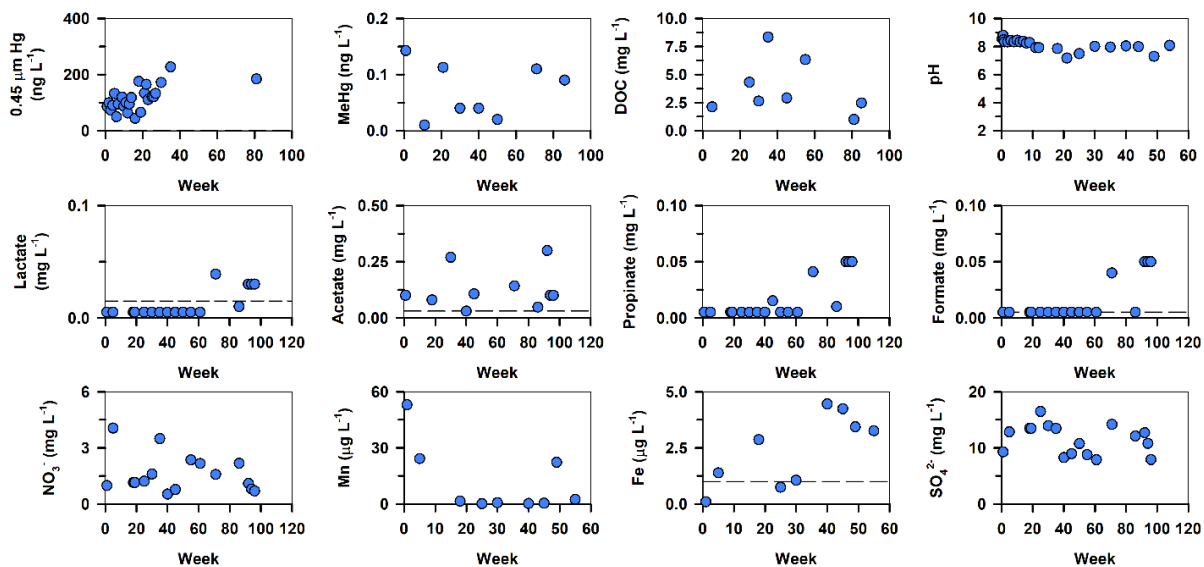 0.45 µm Hg
(ng L⁻¹)
400
200
0
0 20 40 60 80 100
Week
MeHg (ng L⁻¹)
0.2
0.1
0.0
0 20 40 60 80 100
Week
DOC (mg L⁻¹)
10.0
7.5
5.0
2.5
0.0
0 20 40 60 80 100
Week
pH
10
8
6
4
2
0 10 20 30 40 50 60
Week
Lactate
(mg L⁻¹)
0.1
0.0
0 20 40 60 80 100 120
Week
Acetate (mg L⁻¹)
0.50
0.25
0.00
0 20 40 60 80 100 120
Week
Propinate (mg L⁻¹)
0.10
0.05
0.00
0 20 40 60 80 100 120
Week
Formate (mg L⁻¹)
0.10
0.05
0.00
0 20 40 60 80 100 120
Week
NO₃⁻ (mg L⁻¹)
6
3
0
0 20 40 60 80 100 120
Week
Mn (µg L⁻¹)
60
30
0
0 20 40 60
Week
Fe (µg L⁻¹)
5.0
2.5
0.0
0 10 20 30 40 50 60
Week
SO₄²⁻ (mg L⁻¹)
20
10
0
0 20 40 60 80 100 120
Week